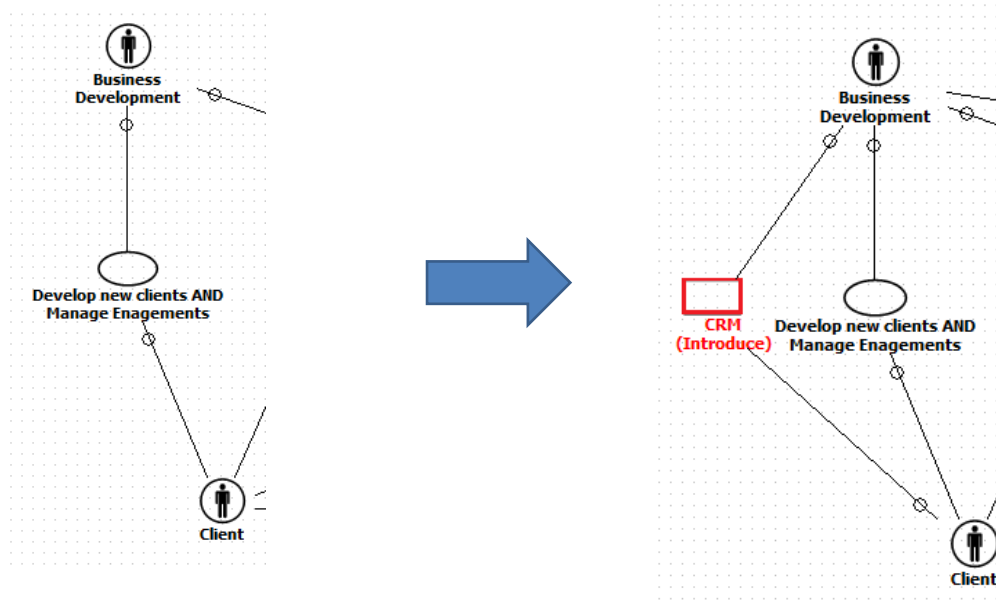 Business
Development
Develop new clients AND
Manage Enagements
Client
Business
Development
CRM
(Introduce)
Develop new clients AND
Manage Enagements
Client